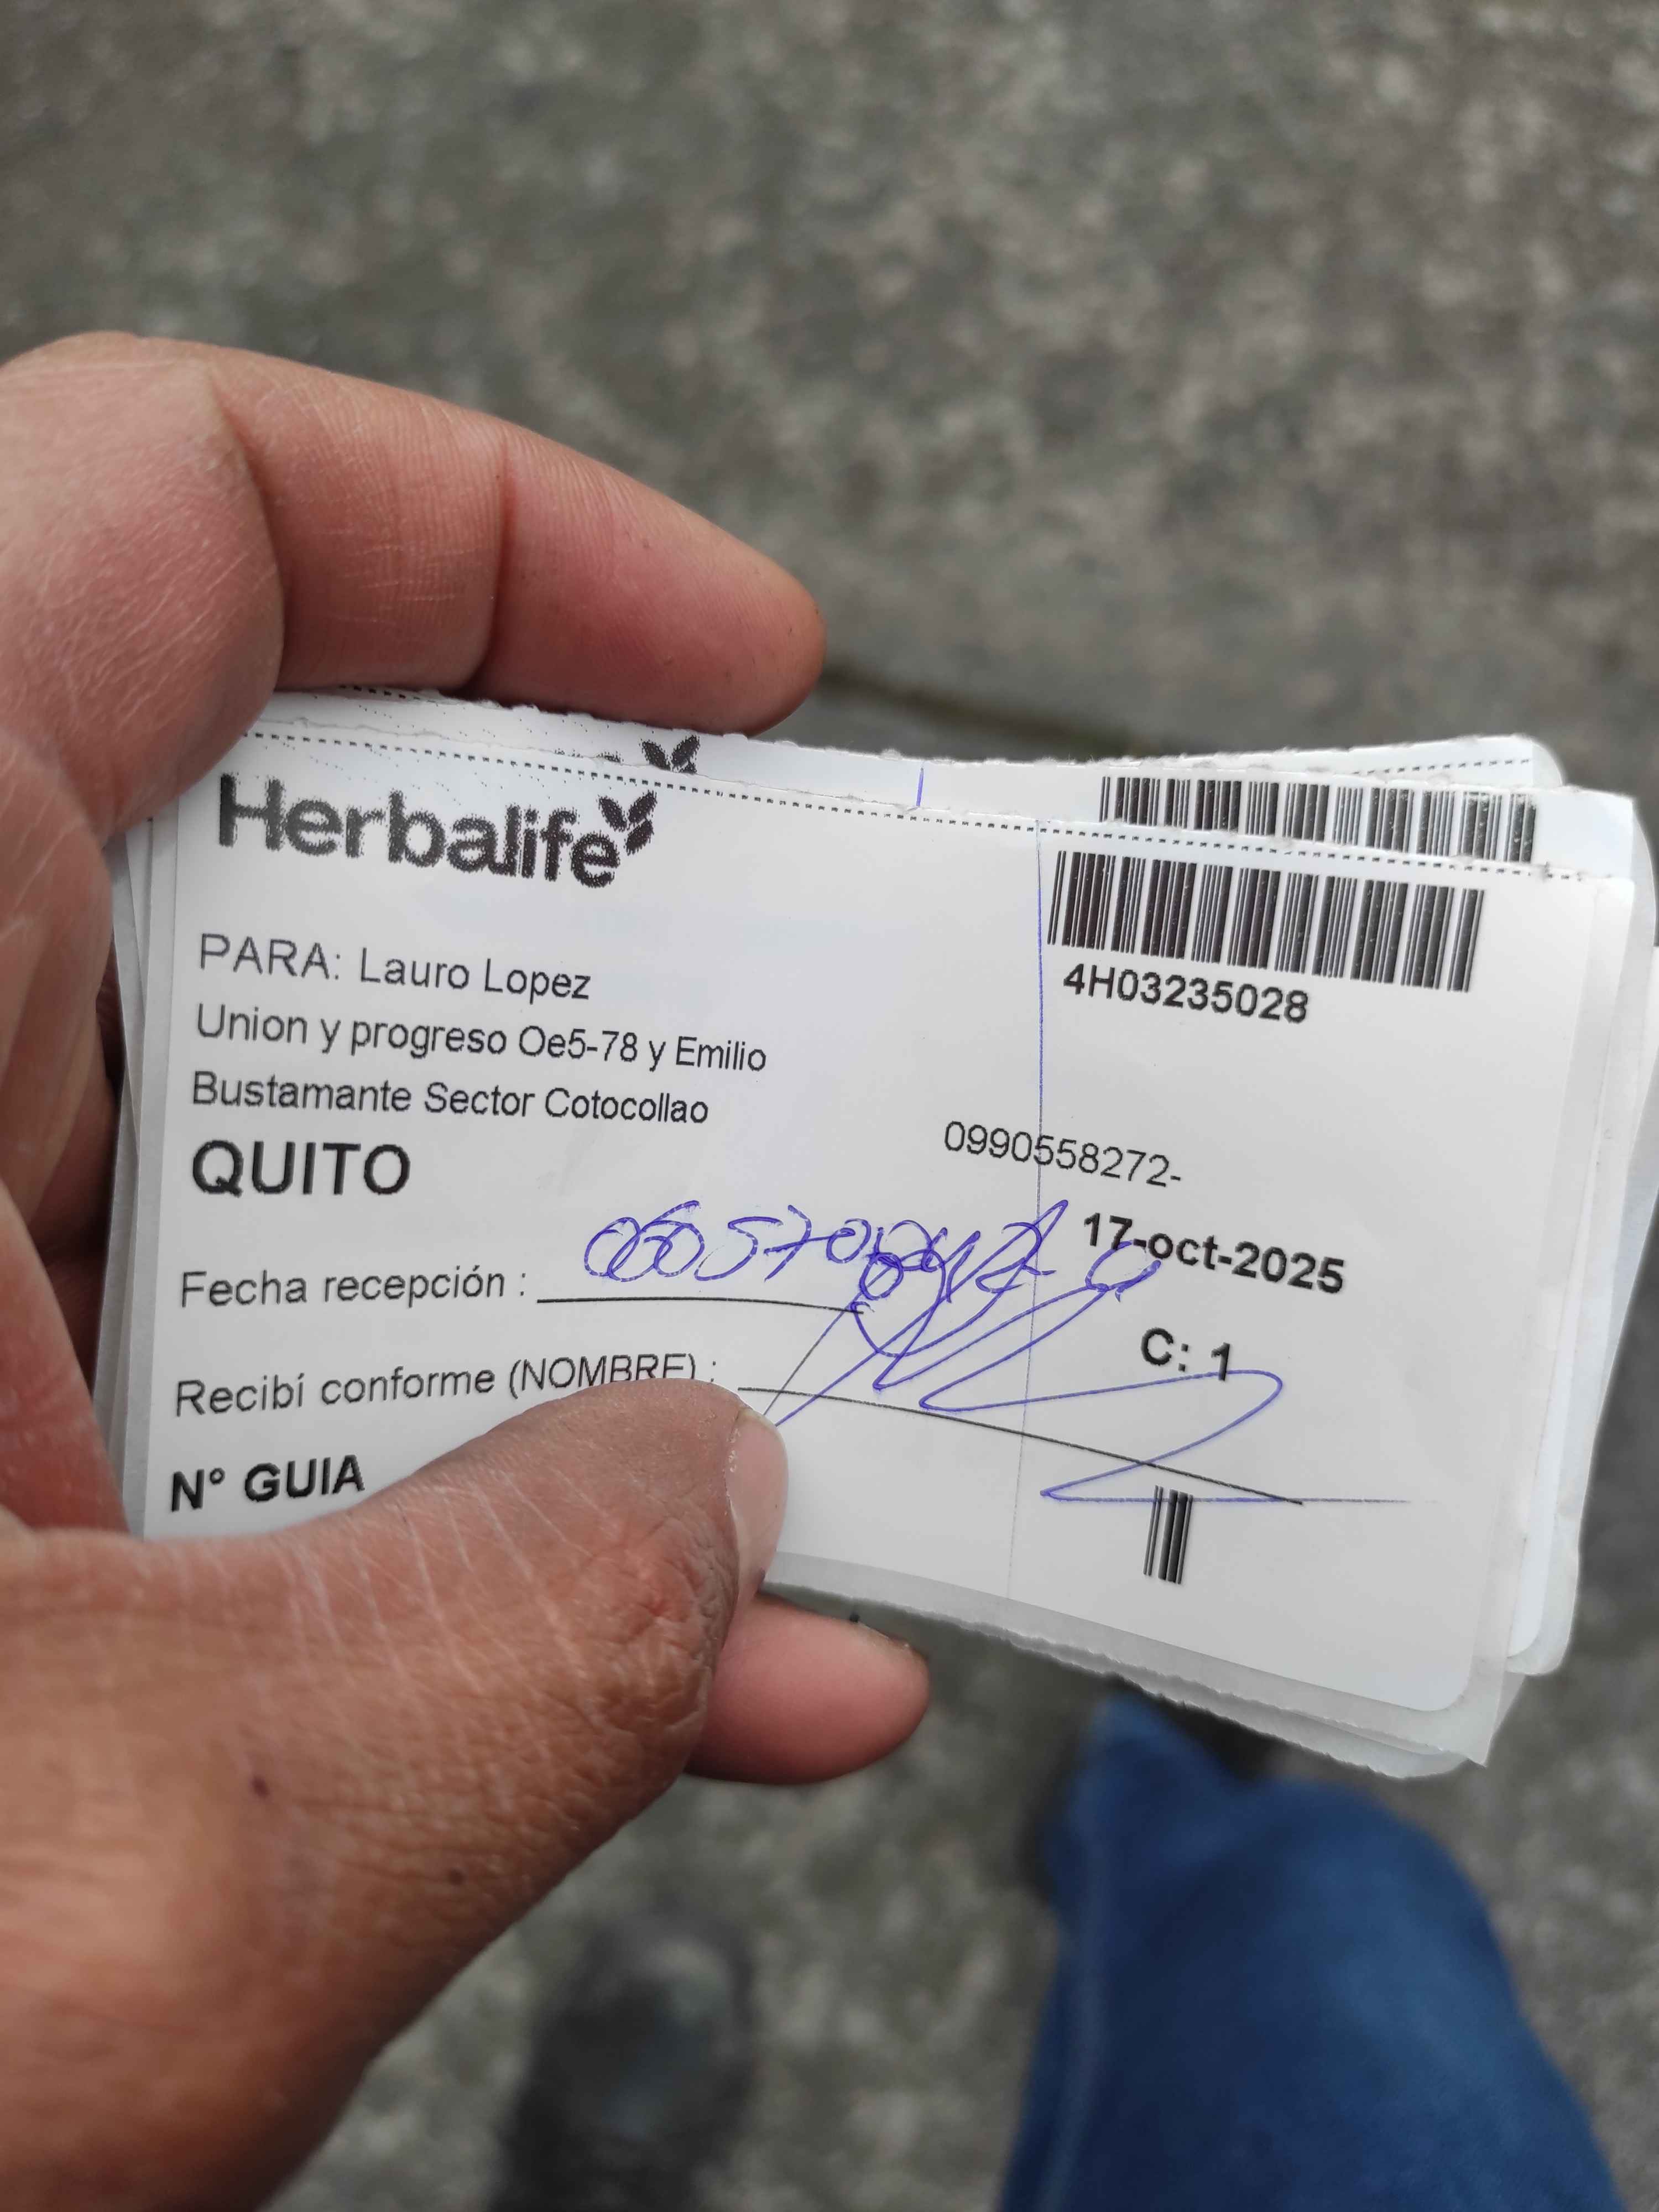 Herbalife
4H03235028
PARA: Lauro Lopez
Union y progreso Oe5-78 y Emilio
Bustamante Sector Cotocollao
QUITO
0990558272-
17-oct-2025
Fecha recepción :
C: 1
Recibí conforme (NOMBRE) :
N° GUIA